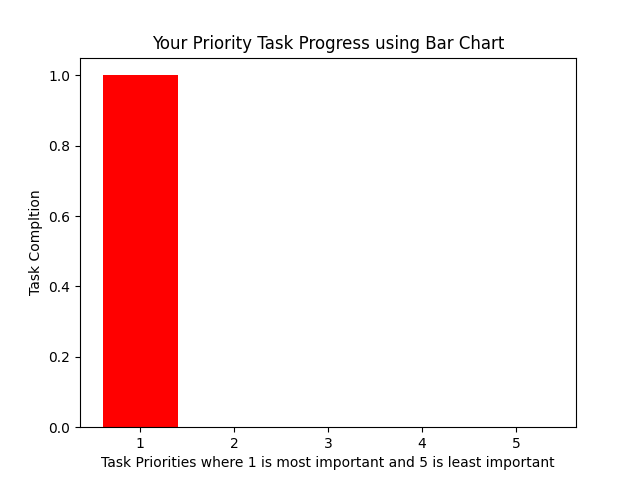 Your Priority Task Progress using Bar Chart
1.0
0.8
0.6
0.4
0.2
0.0
Task Compltion
1 2 3 4 5
Task Priorities where 1 is most important and 5 is least important